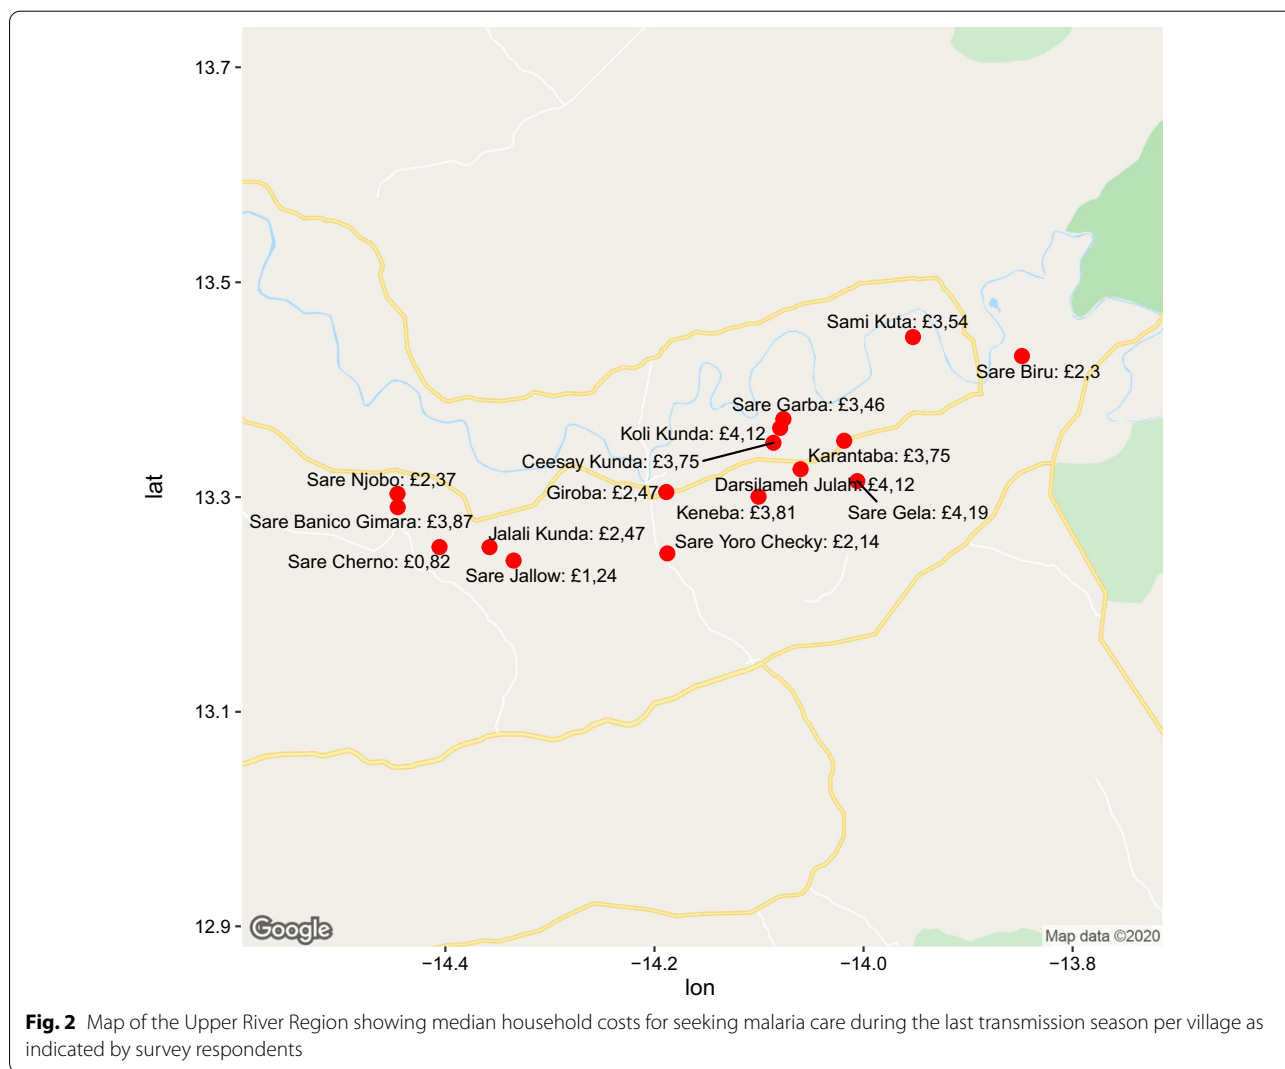 13.7
13.5
13.3
13.1
12.9
lat
Sami Kuta: £3,54
Sare Biru: £2,3
Sare Garba: £3,46
Koli Kunda: £4,12
Ceesay Kunda: £3,75
Karantaba: £3,75
Sare Njobo: £2,37
Giroba: £2,47
Darsilameh Julah: £4,12
Keneba: £3,81
Sare Gela: £4,19
Sare Banico Gimara: £3,87
Jalali Kunda: £2,47
Sare Yoro Checky: £2,14
Sare Cherno: £0,82
Sare Jallow: £1,24
Google
Map data ©2020
−14.4
−14.2
−14.0
−13.8
lon
Fig. 2 Map of the Upper River Region showing median household costs for seeking malaria care during the last transmission season per village as
indicated by survey respondents